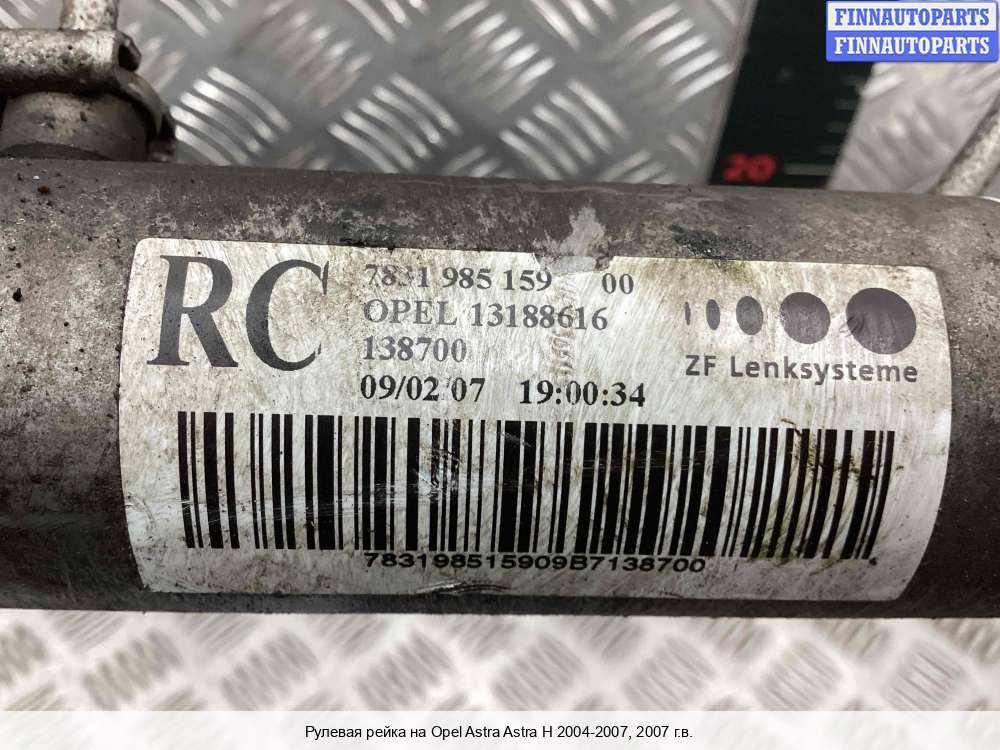 FINNAUTOPARTS
FINNAUTOPARTS
20
RC
7831 985 159 00
OPEL 13188616
138700
09/02/07 19:00:34
ZF Lenksysteme
783198515909B7138700
Рулевая рейка на Opel Astra Astra H 2004-2007, 2007 г.в.